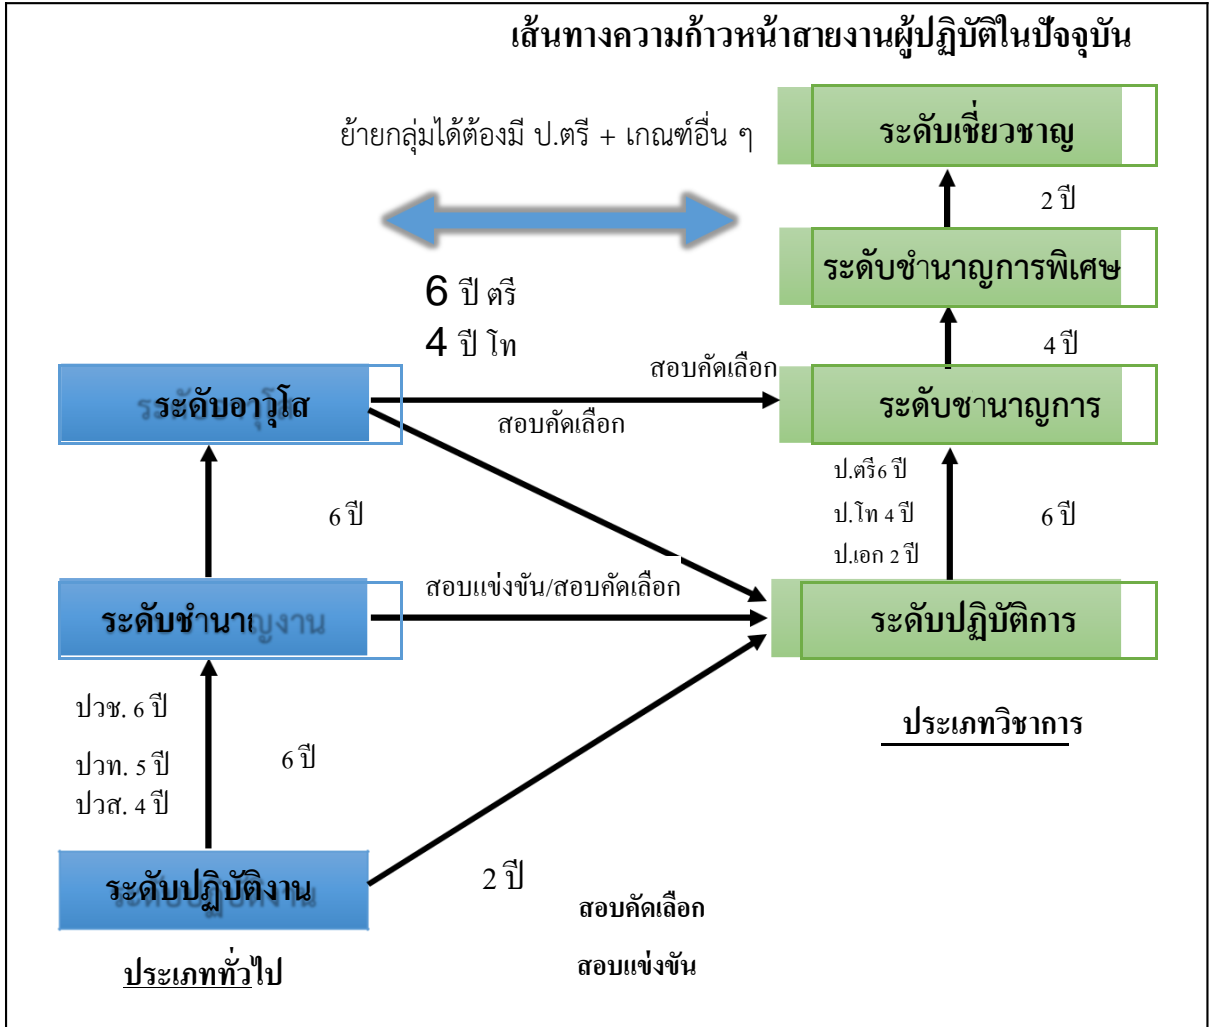 เส้นทางความก้าวหน้าสายงานผู้ปฏิบัติในปัจจุบัน
ระดับเชี่ยวชาญ
ย้ายกลุ่มได้ต้องมี ป.ตรี + เกณฑ์อื่น ๆ
2 ปี
ระดับชำนาญการพิเศษ
6 ปี ตรี
4 ปี โท
4 ปี
สอบคัดเลือก
ระดับอาวุโส
ระดับชานาญการ
สอบคัดเลือก
ป.ตรี6 ปี
6 ปี
ป.โท 4 ปี
6 ปี
ป.เอก 2 ปี
สอบแข่งขัน/สอบคัดเลือก
ระดับชำนาญงาน
ระดับปฏิบัติการ
ปวช. 6 ปี
ประเภทวิชาการ
6 ปี
ปวท. 5 ปี
ปวส. 4 ปี
ระดับปฏิบัติงาน
2 ปี
สอบคัดเลือก
ประเภททั่วไป
สอบแข่งขัน